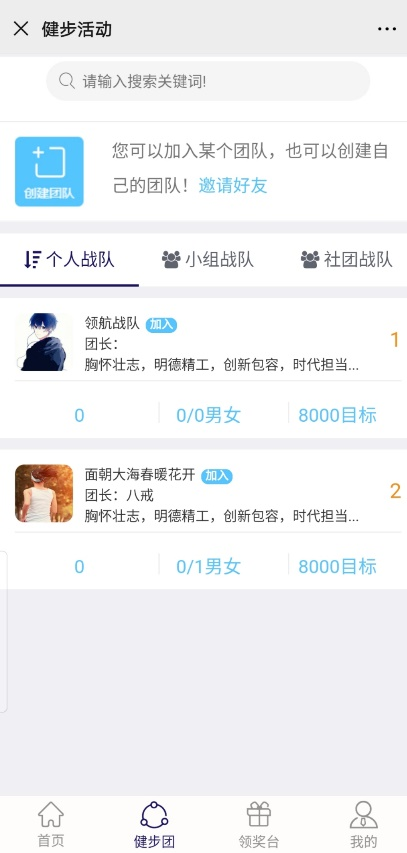 健步活动
请输入搜索关键词!
创建团队
您可以加入某个团队，也可以创建自
己的团队！邀请好友
个人战队
小组战队
社团战队
领航战队 加入
1
团长：
胸怀壮志，明德精工，创新包容，时代担当...
0
0/0男女
8000目标
面朝大海春暖花开 加入
2
团长：八戒
胸怀壮志，明德精工，创新包容，时代担当...
0
0/1男女
8000目标
首页
健步团
领奖台
我的